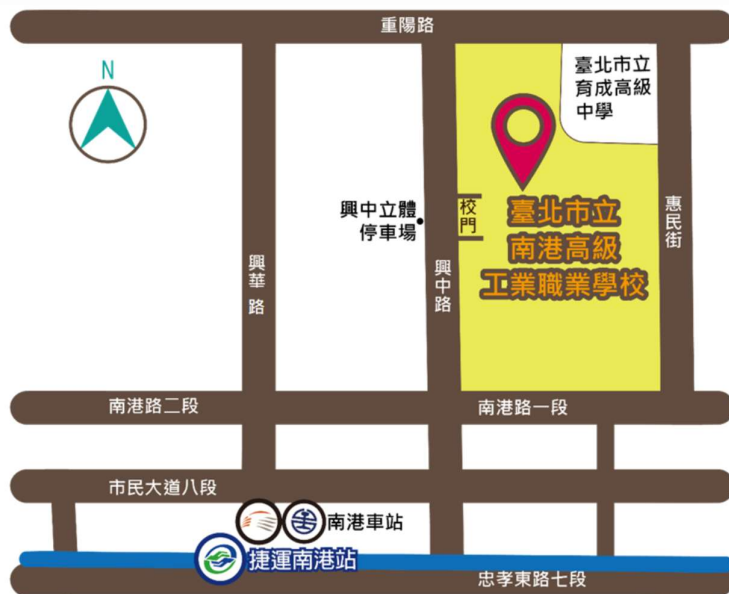 重陽路
N
臺北市立
育成高級
中學
興中立體
停車場
校門
臺北市立
南港高級
工業職業學校
惠民街
興華路
興中路
南港路二段
南港路一段
市民大道八段
南港車站
捷運南港站
忠孝東路七段